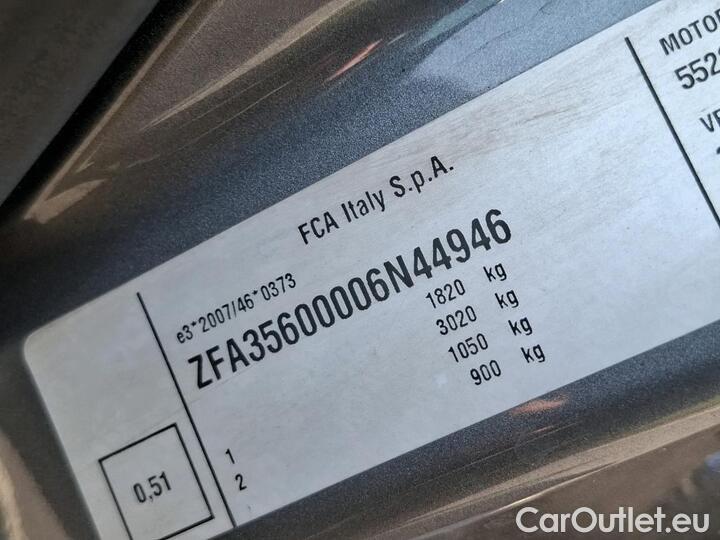 FCA Italy S.p.A.
e3*2007/46*0373
ZFA35600006N44946
1820 kg
3020 kg
1 1050 kg
2 900 kg
0,51
MOTOR
552
CarOutlet.eu